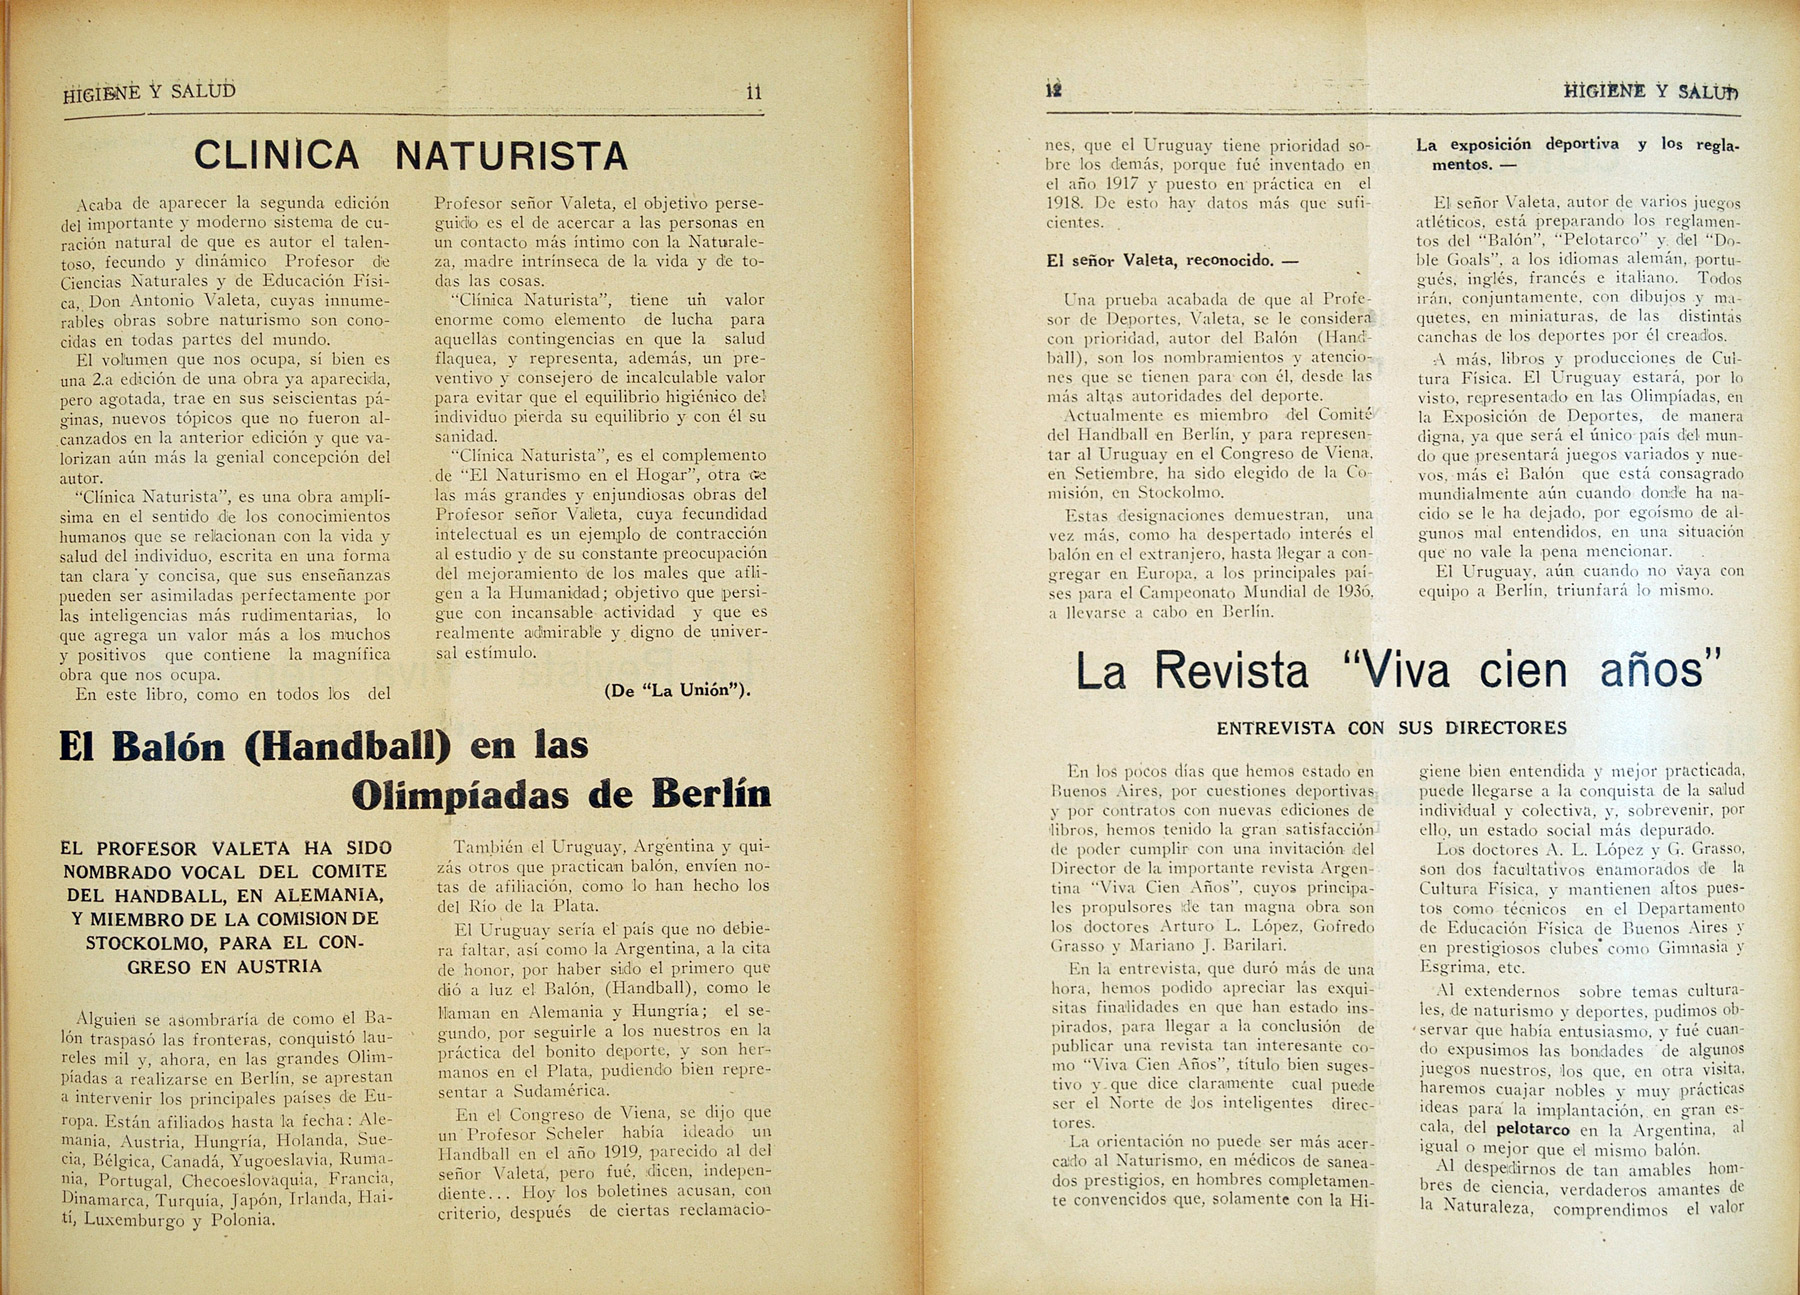 HIGIENE Y SALUD 11
CLINICA NATURISTA
Acaba de aparecer la segunda edición
del importante y moderno sistema de cu-
ración natural de que es autor el talen-
toso, fecundo y dinámico Profesor de
Ciencias Naturales y de Educación Físi-
ca, Don Antonio Valeta, cuyas innume-
rables obras sobre naturismo son cono-
cidas en todas partes del mundo.
El volumen que nos ocupa, sí bien es
una 2.a edición de una obra ya aparecida,
pero agotada, trae en sus seiscientas pá-
ginas, nuevos tópicos que no fueron al-
canzados en la anterior edición y que va-
lorizan aún más la genial concepción del
autor.
“Clínica Naturista”, es una obra amplí-
sima en el sentido de los conocimientos
humanos que se relacionan con la vida y
salud del individuo, escrita en una forma
tan clara y concisa, que sus enseñanzas
pueden ser asimiladas perfectamente por
las inteligencias más rudimentarias, lo
que agrega un valor más a los muchos
y positivos que contiene la magnífica
obra que nos ocupa.
En este libro, como en todos los del
Profesor señor Valeta, el objetivo perse-
guido es el de acercar a las personas en
un contacto más íntimo con la Naturale-
za, madre intrínseca de la vida y de to-
das las cosas.
“Clínica Naturista”, tiene un valor
enorme como elemento de lucha para
aquellas contingencias en que la salud
flaquea, y representa, además, un pre-
ventivo y consejero de incalculable valor
para evitar que el equilibrio higiénico del
individuo pierda su equilibrio y con él su
sanidad.
“Clínica Naturista”, es el complemento
de “El Naturismo en el Hogar”, otra de
las más grandes y enjundiosas obras del
Profesor señor Valeta, cuya fecundidad
intelectual es un ejemplo de contracción
al estudio y de su constante preocupación
del mejoramiento de los males que afli-
gen a la Humanidad; objetivo que persi-
gue con incansable actividad y que es
realmente admirable y digno de univer-
sal estímulo.
(De “La Unión”).
El Balón (Handball) en las
Olimpíadas de Berlín
EL PROFESOR VALETA HA SIDO
NOMBRADO VOCAL DEL COMITE
DEL HANDBALL, EN ALEMANIA,
Y MIEMBRO DE LA COMISION DE
STOCKOLMO, PARA EL CON-
GRESO EN AUSTRIA
Alguien se asombraría de como el Ba-
lón traspasó las fronteras, conquistó lau-
reles mil y, ahora, en las grandes Olim-
píadas a realizarse en Berlín, se aprestan
a intervenir los principales países de Eu-
ropa. Están afiliados hasta la fecha: Ale-
mania, Austria, Hungría, Holanda, Sue-
cia, Bélgica, Canadá, Yugoeslavia, Ruma-
nia, Portugal, Checoeslovaquia, Francia,
Dinamarca, Turquía, Japón, Irlanda, Hai-
tí, Luxemburgo y Polonia.
También el Uruguay, Argentina y qui-
zás otros que practican balón, envíen no-
tas de afiliación, como lo han hecho los
del Río de la Plata.
El Uruguay sería el país que no debie-
ra faltar, así como la Argentina, a la cita
de honor, por haber sido el primero que
dió a luz el Balón, (Handball), como le
llaman en Alemania y Hungría; el se-
gundo, por seguirle a los nuestros en la
práctica del bonito deporte, y son her-
manos en el Plata, pudiendo bien repre-
sentar a Sudamérica.
En el Congreso de Viena, se dijo que
un Profesor Scheler había ideado un
Handball en el año 1919, parecido al del
señor Valeta, pero fué, dicen, indepen-
diente... Hoy los boletines acusan, con
criterio, después de ciertas reclamacio-
12 HIGIENE Y SALUD
nes, que el Uruguay tiene prioridad so-
bre los demás, porque fué inventado en
el año 1917 y puesto en práctica en el
1918. De esto hay datos más que sufi-
cientes.
El señor Valeta, reconocido. —
Una prueba acabada de que al Profe-
sor de Deportes, Valeta, se le considera
con prioridad, autor del Balón (Hand-
ball), son los nombramientos y atencio-
nes que se tienen para con él, desde las
más altas autoridades del deporte.
Actualmente es miembro del Comité
del Handball en Berlín, y para represen-
tar al Uruguay en el Congreso de Viena,
en Setiembre, ha sido elegido de la Co-
misión, en Stockolmo.
Estas designaciones demuestran, una
vez más, como ha despertado interés el
balón en el extranjero, hasta llegar a con-
gregar en Europa, a los principales paí-
ses para el Campeonato Mundial de 1936,
a llevarse a cabo en Berlín.
La exposición deportiva y los regla-
mentos. —
El señor Valeta, autor de varios juegos
atléticos, está preparando los reglamen-
tos del “Balón”, “Pelotarco” y del “Do-
ble Goals”, a los idiomas alemán, portu-
gués, inglés, francés e italiano. Todos
irán, conjuntamente, con dibujos y ma-
quetes, en miniaturas, de las distintas
canchas de los deportes por él creados.
A más, libros y producciones de Cul-
tura Física. El Uruguay estará, por lo
visto, representado en las Olimpíadas, en
la Exposición de Deportes, de manera
digna, ya que será el único país del mun-
do que presentará juegos variados y nue-
vos, más el Balón que está consagrado
mundialmente aún cuando donde ha na-
cido se le ha dejado, por egoísmo de al-
gunos mal entendidos, en una situación
que no vale la pena mencionar.
El Uruguay, aún cuando no vaya con
equipo a Berlín, triunfará lo mismo.
La Revista “Viva cien años”
ENTREVISTA CON SUS DIRECTORES
En los pocos días que hemos estado en
Buenos Aires, por cuestiones deportivas
y por contratos con nuevas ediciones de
libros, hemos tenido la gran satisfacción
de poder cumplir con una invitación del
Director de la importante revista Argen-
tina “Viva Cien Años”, cuyos principa-
les propulsores de tan magna obra son
los doctores Arturo L. López, Gofredo
Grasso y Mariano J. Barilari.
En la entrevista, que duró más de una
hora, hemos podido apreciar las exqui-
sitas finalidades en que han estado ins-
pirados, para llegar a la conclusión de
publicar una revista tan interesante co-
mo “Viva Cien Años”, título bien suges-
tivo y que dice claramente cual puede
ser el Norte de los inteligentes direc-
tores.
La orientación no puede ser más acer-
cado al Naturismo, en médicos de sanea-
dos prestigios, en hombres completamen-
te convencidos que, solamente con la Hi-
giene bien entendida y mejor practicada,
puede llegarse a la conquista de la salud
individual y colectiva, y, sobrevenir, por
ello, un estado social más depurado.
Los doctores A. L. López y G. Grasso,
son dos facultativos enamorados de la
Cultura Física, y mantienen altos pues-
tos como técnicos en el Departamento
de Educación Física de Buenos Aires y
en prestigiosos clubes como Gimnasia y
Esgrima, etc.
Al extendernos sobre temas cultura-
les, de naturismo y deportes, pudimos ob-
servar que había entusiasmo, y fué cuan-
do expusimos las bondades de algunos
juegos nuestros, los que, en otra visita,
haremos cuajar nobles y muy prácticas
ideas para la implantación, en gran es-
cala, del pelotarco en la Argentina, al
igual o mejor que el mismo balón.
Al despedirnos de tan amables hom-
bres de ciencia, verdaderos amantes de
la Naturaleza, comprendimos el valor